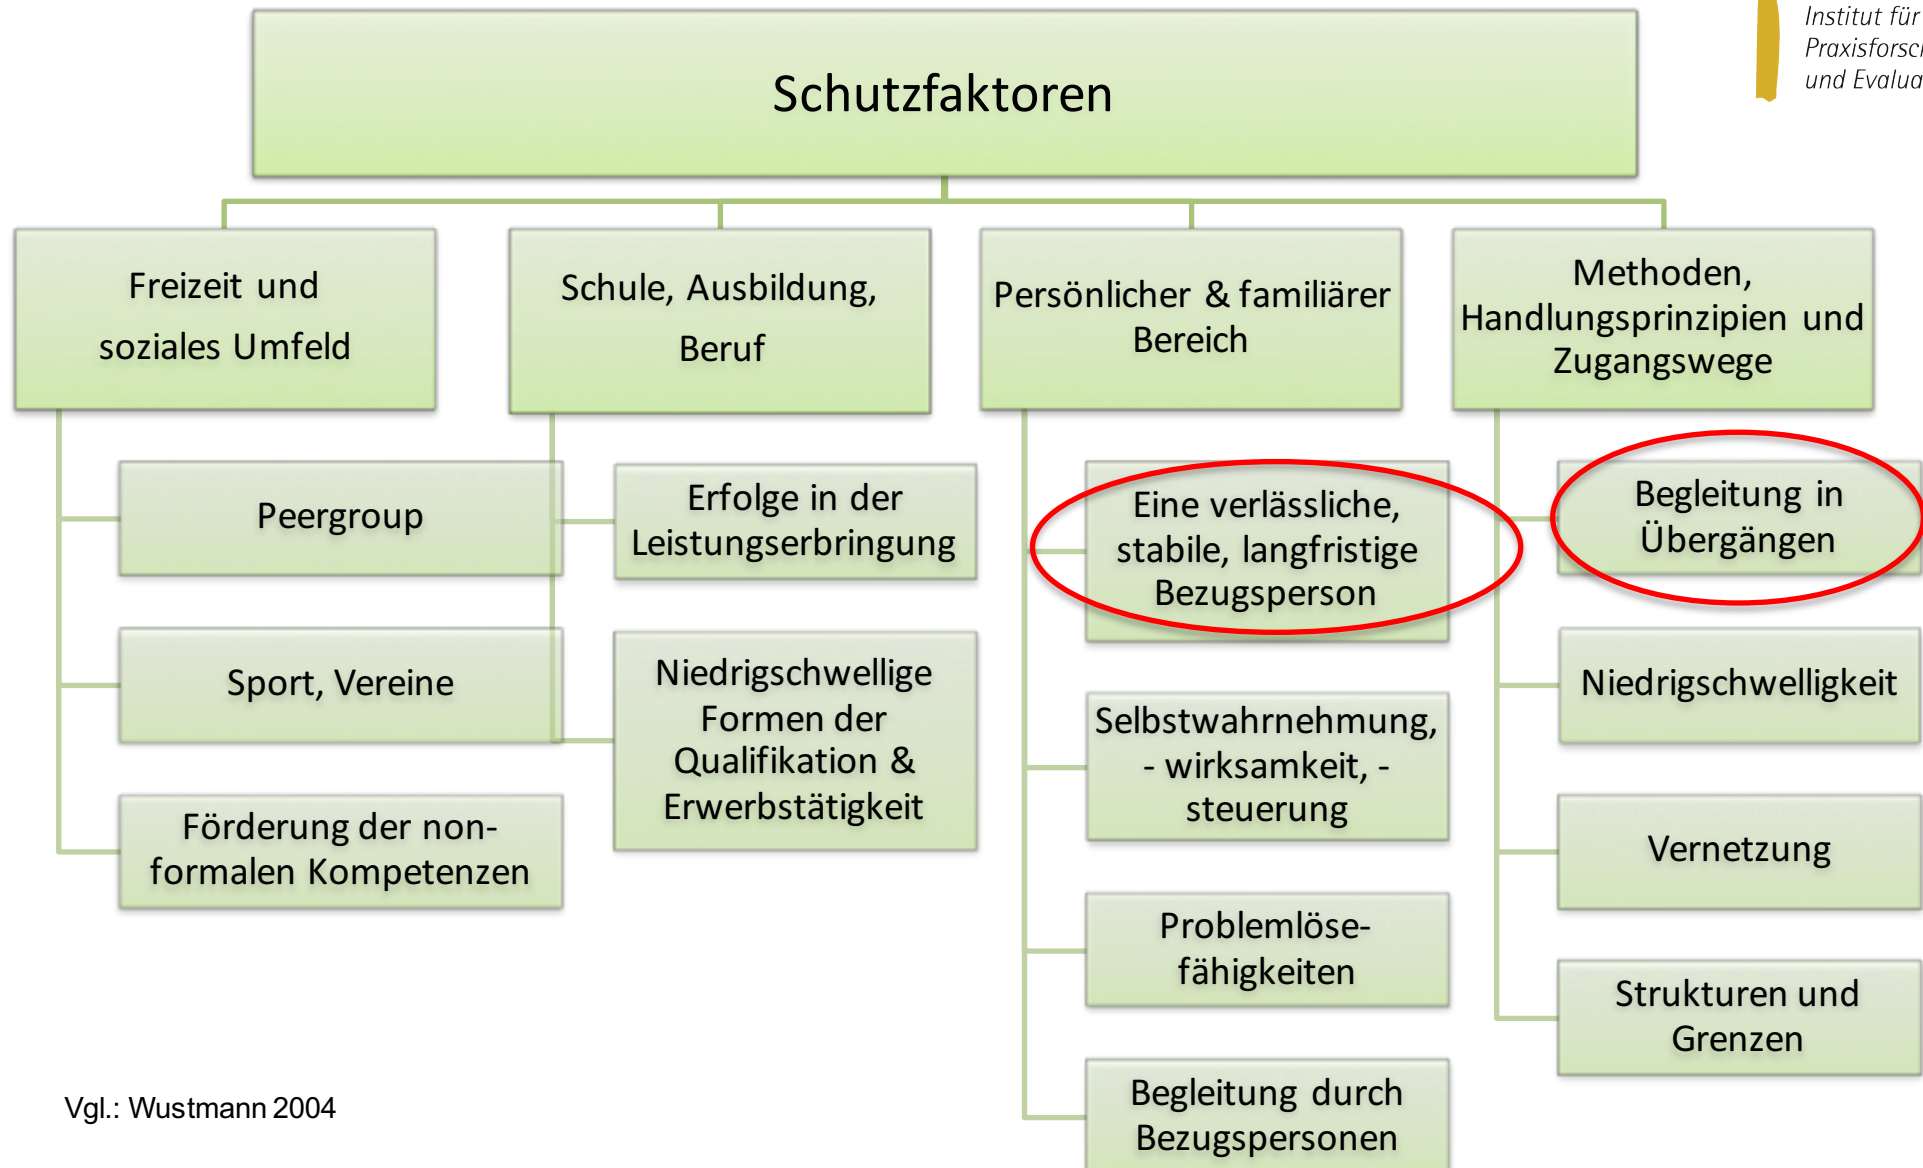 Institut für
und
Schutzfaktoren
Freizeit und
soziales Umfeld
Schule, Ausbildung,
Beruf
Persönlicher & familiärer
Bereich
Methoden,
Handlungsprinzipien und
Zugangswege
Peergroup
Sport, Vereine
Förderung der non-
formalen Kompetenzen
Erfolge in der
Leistungserbringung
Niedrigschwellige
Formen der
Qualifikation &
Erwerbstätigkeit
Eine verlässliche,
stabile, langfristige
Bezugsperson
Selbstwahrnehmung,
- wirksamkeit, -
steuerung
Problemlöse-
fähigkeiten
Begleitung durch
Bezugspersonen
Begleitung in
Übergängen
Niedrigschwelligkeit
Vernetzung
Strukturen und
Grenzen
Vgl.: Wustmann 2004